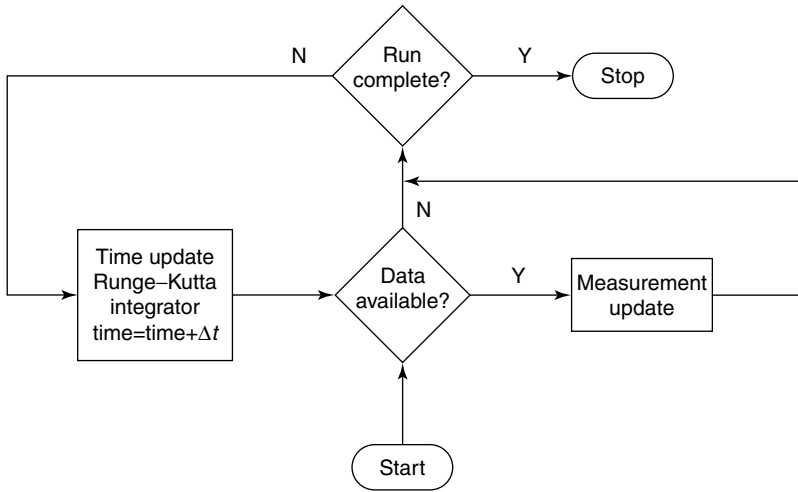 N
Run
complete?
Y
Stop
N
Time update
Runge–Kutta
integrator
time=time+Δt
Data
available?
Y
Measurement
update
Start